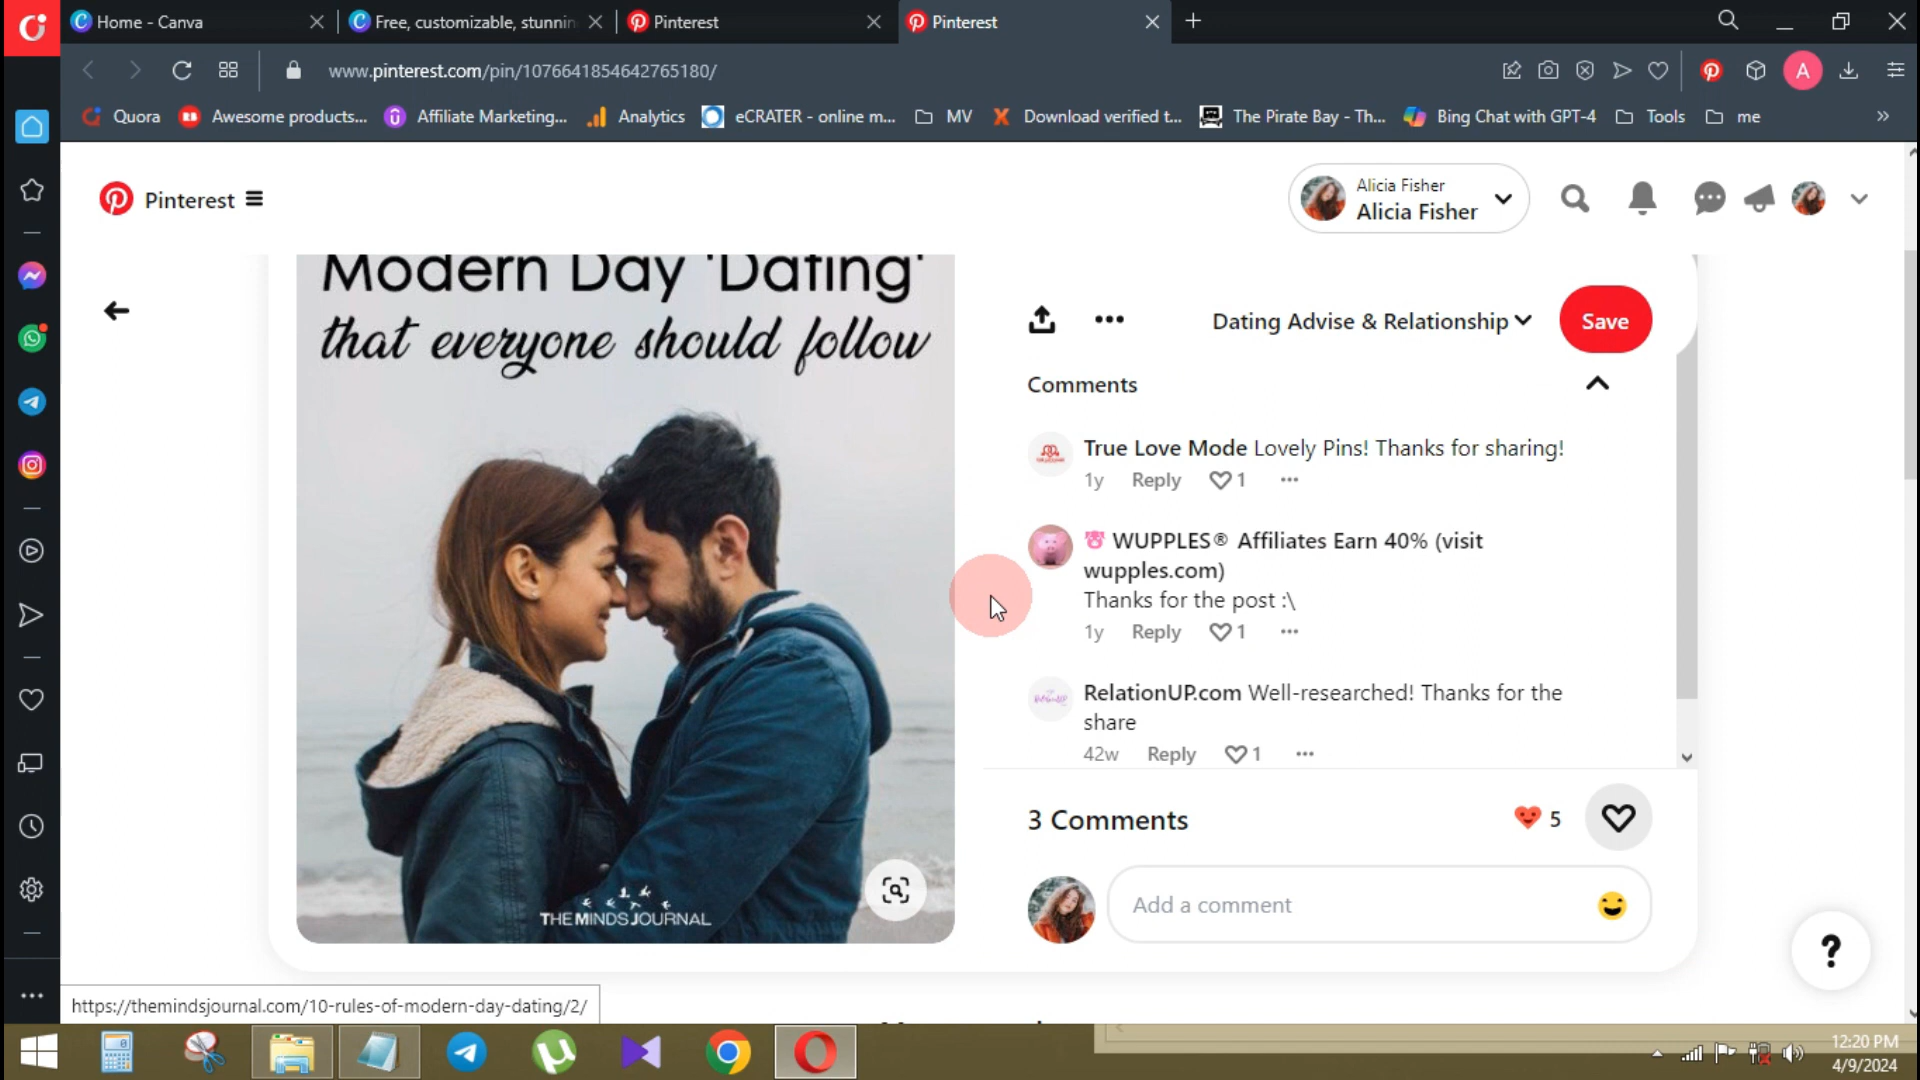 Home - Canva
Free, customizable, stunnin
Pinterest
Pinterest
www.pinterest.com/pin/1076641854642765180/
A
Quora
Awesome products...
Affiliate Marketing...
Analytics
eCRATER - online m...
MV
Download verified t...
The Pirate Bay - Th...
Bing Chat with GPT-4
Tools
me
»
Pinterest
Alicia Fisher
Alicia Fisher
Modern Day 'Dating'
that everyone should follow
THEMINDSJOURNAL
Dating Advise & Relationship
Save
Comments
True Love Mode Lovely Pins! Thanks for sharing!
1y Reply 1 ...
WUPPLES® Affiliates Earn 40% (visit
wupples.com)
Thanks for the post :\
1y Reply 1 ...
RelationUP.com Well-researched! Thanks for the
share
42w Reply 1 ...
3 Comments
5
Add a comment
?
https://themindsjournal.com/10-rules-of-modern-day-dating/2/
12:20 PM
4/9/2024